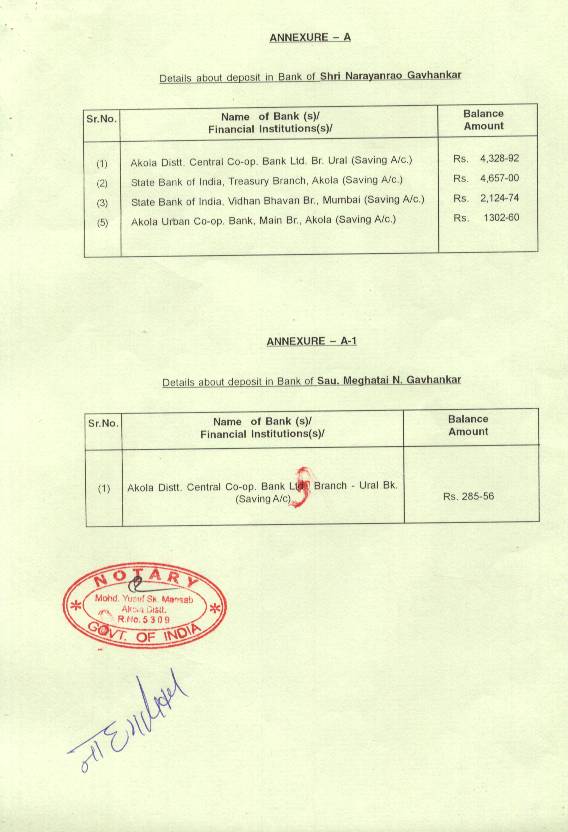 ANNEXURE – A
Details about deposit in Bank of Shri Narayanrao Gavhankar
Sr.No. Name of Bank (s)/ Financial Institutions(s)/ Balance Amount
(1) Akola Distt. Central Co-op. Bank Ltd. Br. Ural (Saving A/c.) Rs. 4,328-92
(2) State Bank of India, Treasury Branch, Akola (Saving A/c.) Rs. 4,657-00
(3) State Bank of India, Vidhan Bhavan Br., Mumbai (Saving A/c.) Rs. 2,124-74
(5) Akola Urban Co-op. Bank, Main Br., Akola (Saving A/c.) Rs. 1302-60
ANNEXURE – A-1
Details about deposit in Bank of Sau. Meghatai N. Gavhankar
Sr.No. Name of Bank (s)/ Financial Institutions(s)/ Balance Amount
(1) Akola Distt. Central Co-op. Bank Ltd. Branch - Ural Bk.
(Saving A/c) Rs. 285-56
NOTARY
Mohd. Yusuf Sk. Mansab
Akola Distt.
R.No. 5309
GOVT. OF INDIA